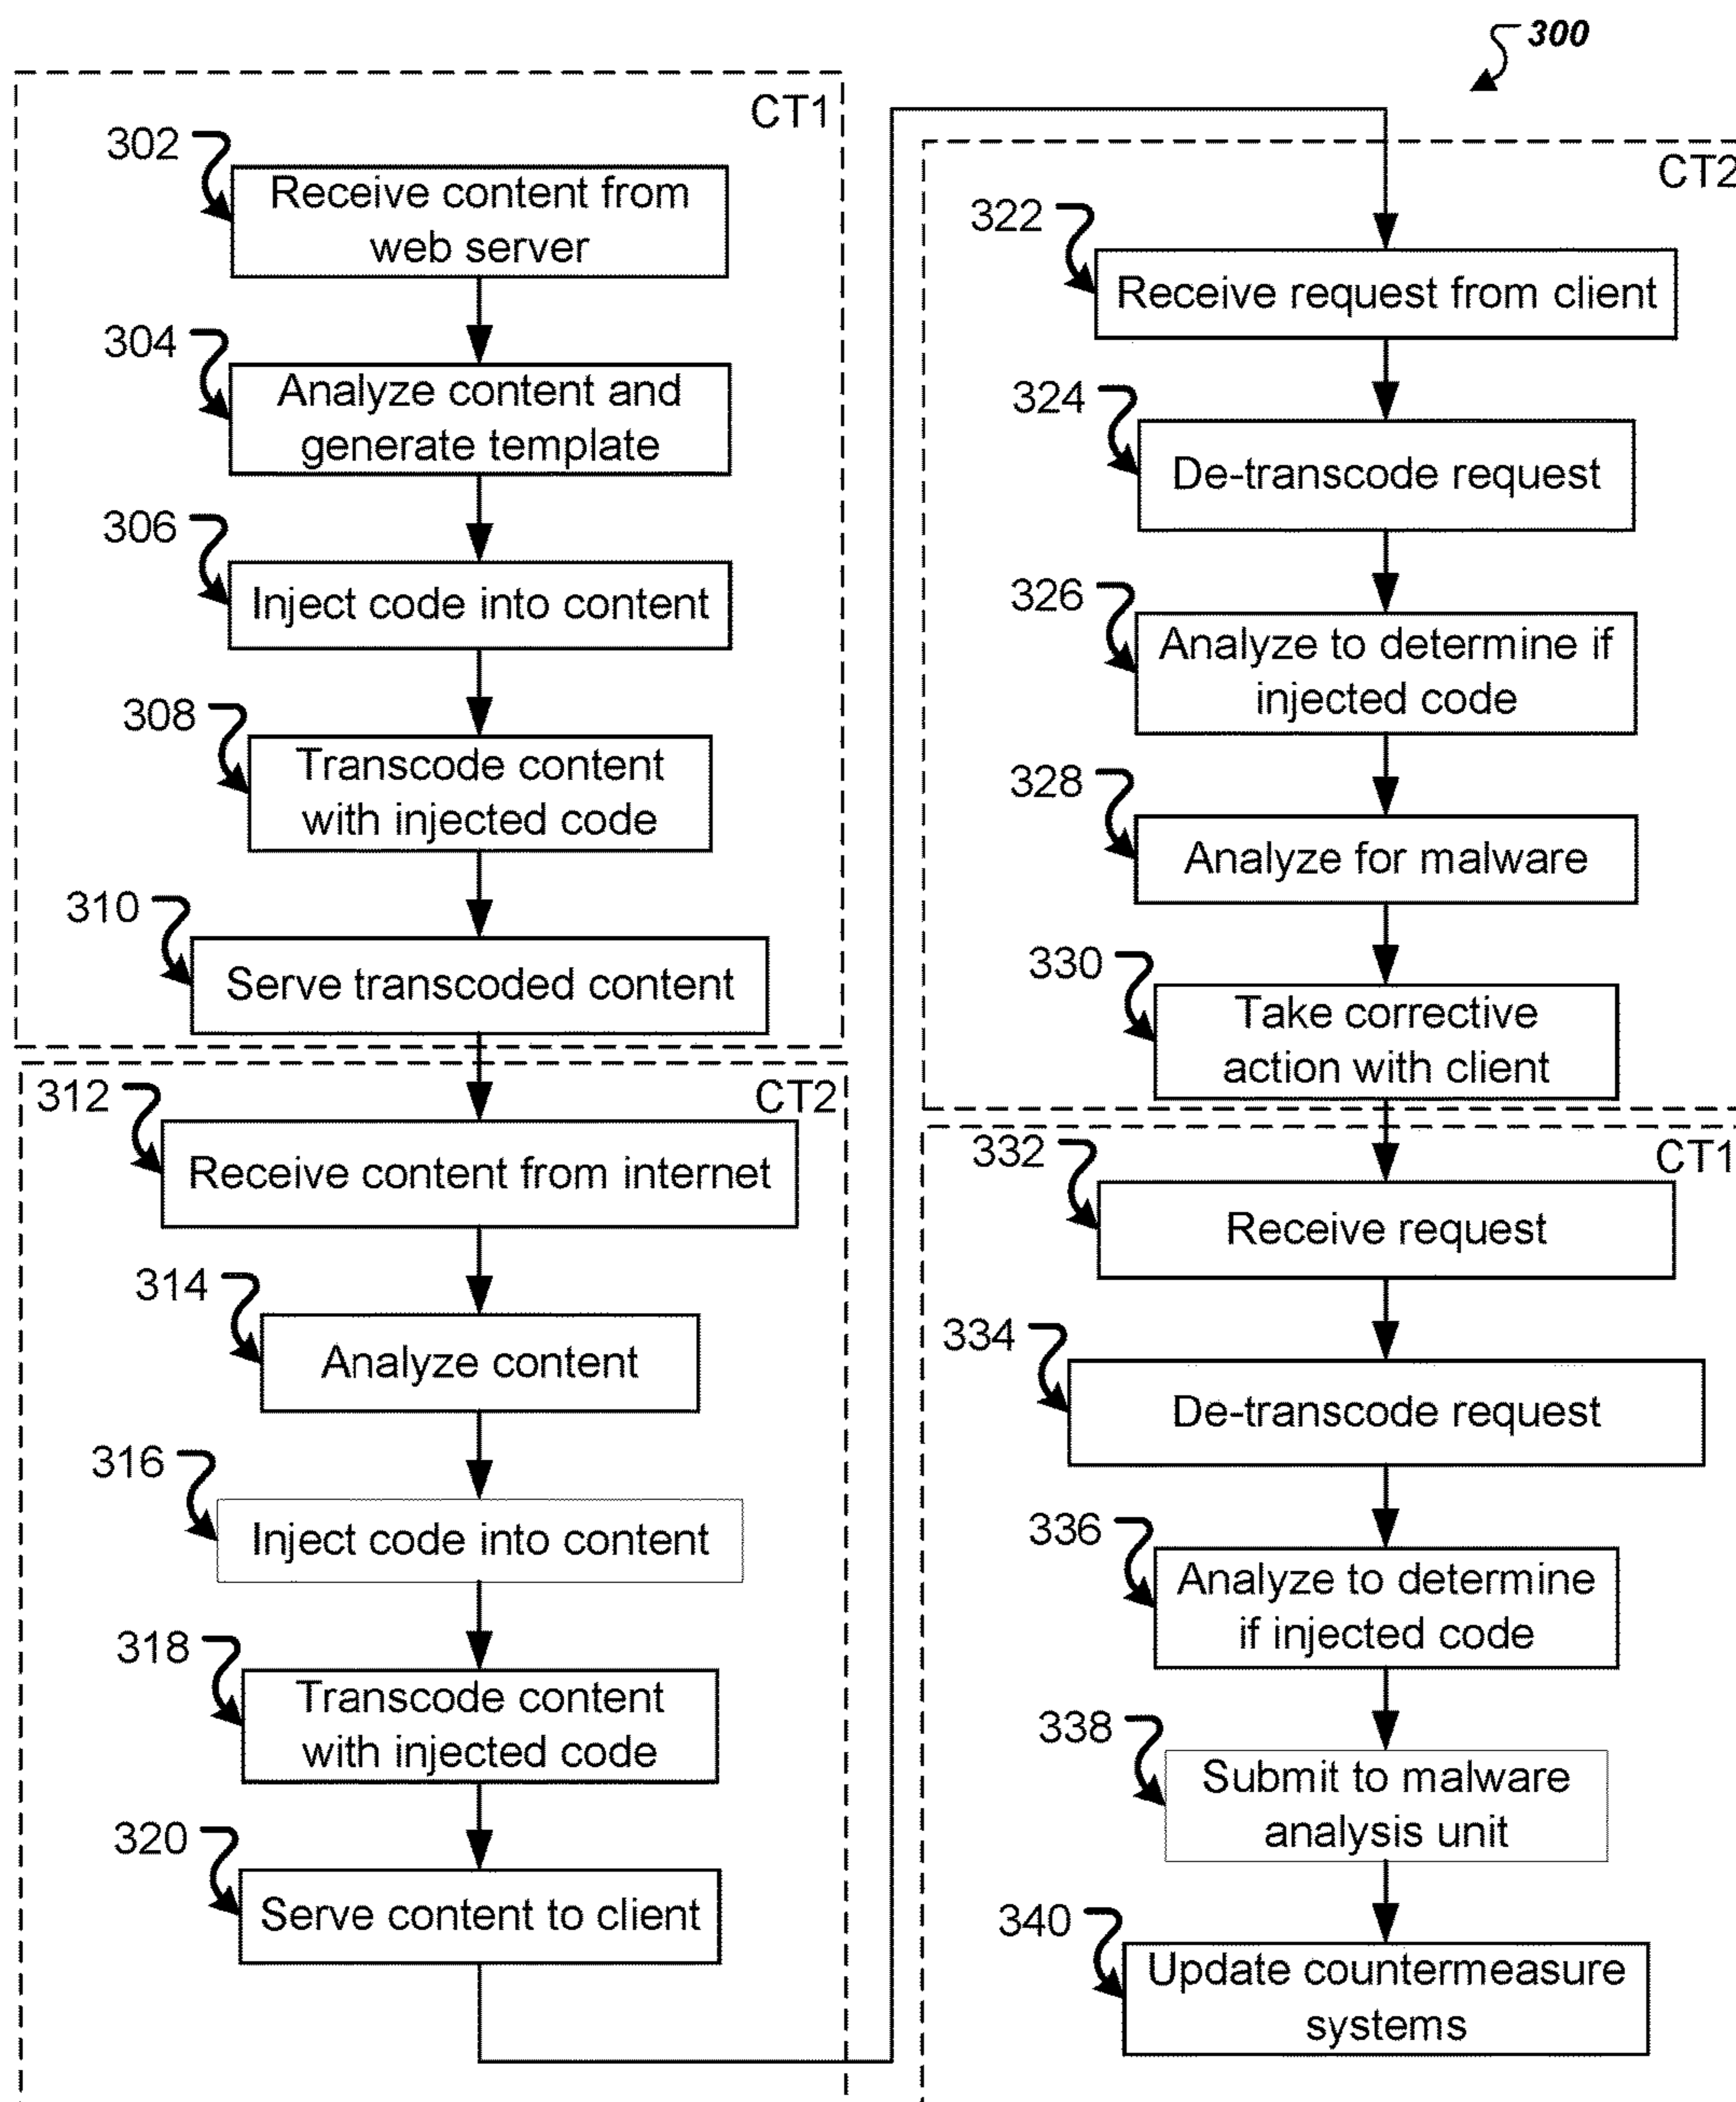 300
CT1
302
Receive content from
web server
304
Analyze content and
generate template
306
Inject code into content
308
Transcode content
with injected code
310
Serve transcoded content
CT2
312
Receive content from internet
314
Analyze content
316
Inject code into content
318
Transcode content
with injected code
320
Serve content to client
CT2
322
Receive request from client
324
De-transcode request
326
Analyze to determine if
injected code
328
Analyze for malware
330
Take corrective
action with client
CT1
332
Receive request
334
De-transcode request
336
Analyze to determine
if injected code
338
Submit to malware
analysis unit
340
Update countermeasure
systems